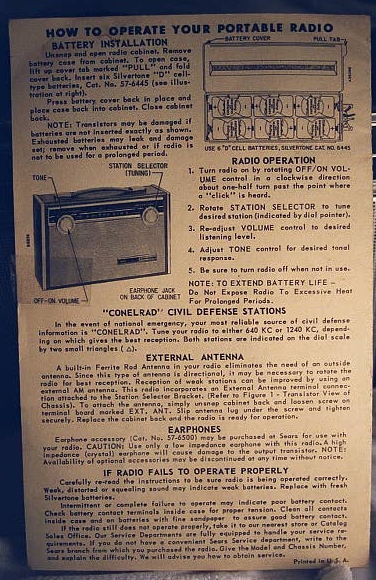 HOW TO OPERATE YOUR PORTABLE RADIO
BATTERY INSTALLATION
Unsnap and open radio cabinet. Remove
battery case from cabinet. To open case,
lift up cover tab marked "PULL" and fold
cover back. Insert six Silvertone "D" cell-
type batteries, Cat. No. 57-6445 (see illus-
tration at right).
Press battery cover back in place and
place case back into cabinet. Close cabinet
back.
NOTE: Transistors may be damaged if
batteries are not inserted exactly as shown.
Exhausted batteries may leak and damage
set; remove when exhausted or if radio is
not to be used for a prolonged period.
BATTERY COVER
PULL TAB
USE 6 "D" CELL BATTERIES, SILVERTONE CAT. NO. 6445
STATION SELECTOR
(TUNING)
TONE
OFF-ON VOLUME
EARPHONE JACK
ON BACK OF CABINET
RADIO OPERATION
1. Turn radio on by rotating OFF/ON VOL-
UME control in a clockwise direction
about one-half turn past the point where
a "click" is heard.
2. Rotate STATION SELECTOR to tune
desired station (indicated by dial pointer).
3. Re-adjust VOLUME control to desired
listening level.
4. Adjust TONE control for desired tonal
response.
5. Be sure to turn radio off when not in use.
NOTE: TO EXTEND BATTERY LIFE -
Do Not Expose Radio To Excessive Heat
For Prolonged Periods.
"CONELRAD" CIVIL DEFENSE STATIONS
In the event of national emergency, your most reliable source of civil defense
information is "CONELRAD". Tune your radio to either 640 KC or 1240 KC, depend-
ing on which gives the best reception. Both stations are indicated on the dial scale
by two small triangles (△).
EXTERNAL ANTENNA
A built-in Ferrite Rod Antenna in your radio eliminates the need of an outside
antenna. Since this type of antenna is directional, it may be necessary to rotate the
radio for best reception. Reception of weak stations can be improved by using an
external AM antenna. This radio incorporates an External Antenna terminal connec-
tion attached to the Station Selector Bracket. (Refer to Figure 1 - Transistor View of
Chassis). To attach the antenna, simply unsnap cabinet back and loosen screw on
terminal board marked EXT. ANT. Slip antenna lug under the screw and tighten
securely. Replace the cabinet back and the radio is ready for operation.
EARPHONES
Earphone accessory (Cat. No. 57-6500) may be purchased at Sears for use with
your radio. CAUTION: Use only a low impedance earphone with this radio. A high
impedance (crystal) earphone will cause damage to the output transistor. NOTE:
Availability of optional accessories may be discontinued at any time without notice.
IF RADIO FAILS TO OPERATE PROPERLY
Carefully re-read the instructions to be sure radio is being operated correctly.
Weak, distorted or squealing sound may indicate weak batteries. Replace with fresh
Silvertone batteries.
Intermittent or complete failure to operate may indicate poor battery contact.
Check battery contact terminals inside case for proper tension. Clean all contacts
inside case and on batteries with fine sandpaper to assure good battery contact.
If the radio still does not operate properly, take it to our nearest store or Catalog
Sales Office. Our Service Departments are fully equipped to handle your service re-
quirements. If you do not have a convenient Sears Service department, write to the
Sears branch from which you purchased the radio. Give the Model and Chassis Number,
and explain the difficulty. We will advise you how to obtain service.
Printed in U.S.A.